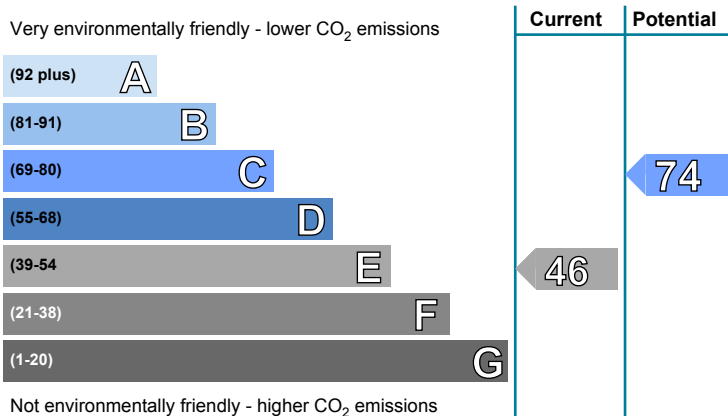 Current Potential
Very environmentally friendly - lower CO2 emissions
(92 plus) A
(81-91) B
(69-80) C 74
(55-68) D
(39-54 E 46
(21-38) F
(1-20) G
Not environmentally friendly - higher CO2 emissions